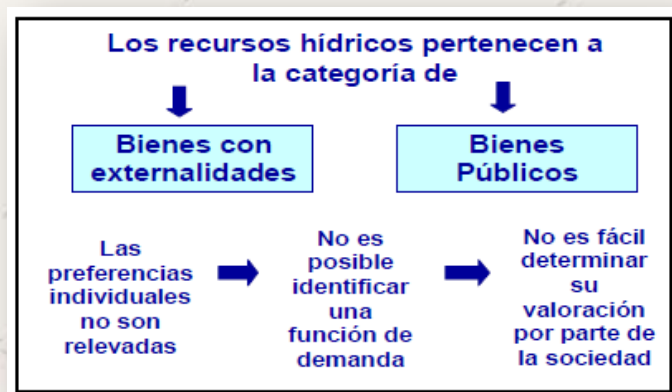 Los recursos hídricos pertenecen a
la categoría de
Bienes con
externalidades
Bienes
Públicos
Las
preferencias
individuales
no son
relevadas
No es
posible
identificar
una
función de
demanda
No es fácil
determinar
su
valoración
por parte de
la sociedad